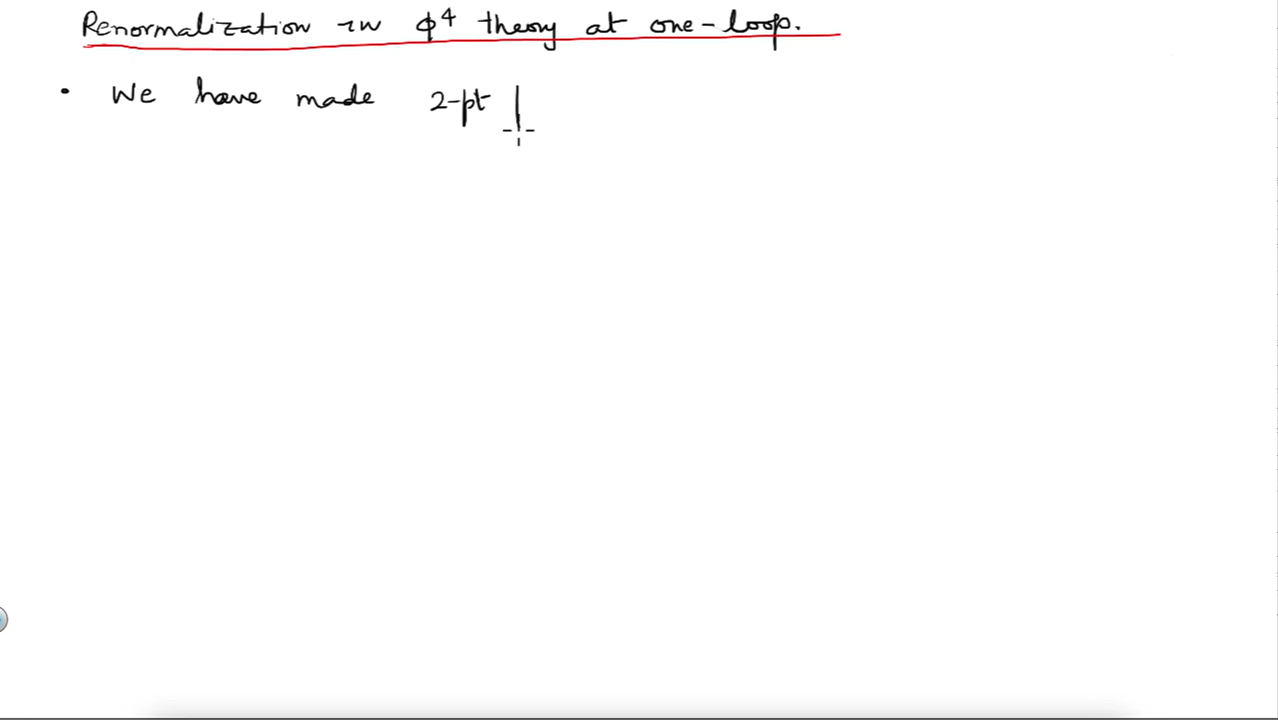 Renormalization in ϕ⁴ theory at one-loop.
• We have made 2-pt